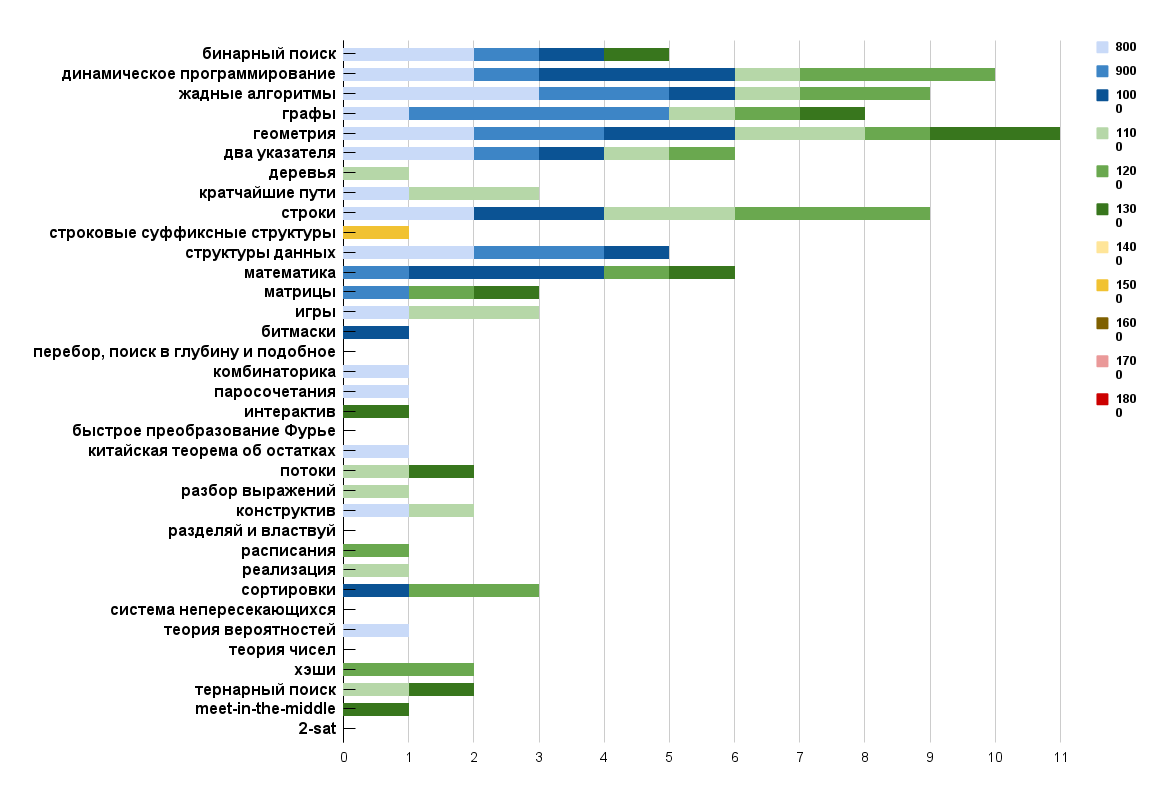 бинарный поиск
динамическое программирование
жадные алгоритмы
графы
геометрия
два указателя
деревья
кратчайшие пути
строки
строковые суффиксные структуры
структуры данных
математика
матрицы
игры
битмаски
перебор, поиск в глубину и подобное
комбинаторика
паросочетания
интерактив
быстрое преобразование Фурье
китайская теорема об остатках
потоки
разбор выражений
конструктив
разделяй и властвуй
расписания
реализация
сортировки
система непересекающихся
теория вероятностей
теория чисел
хэши
тернарный поиск
meet-in-the-middle
2-sat
0 1 2 3 4 5 6 7 8 9 10 11
800
900
100
0
110
0
120
0
130
0
140
0
150
0
160
0
170
0
180
0